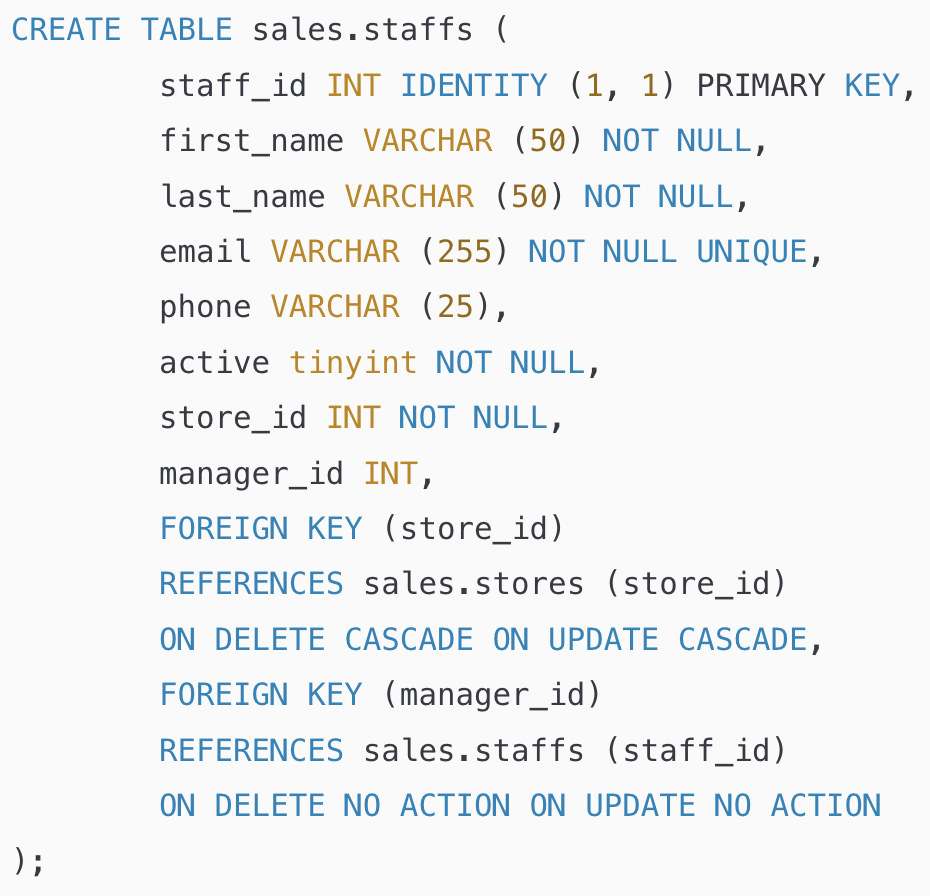 CREATE TABLE sales.staffs (
staff_id INT IDENTITY (1, 1) PRIMARY KEY,
first_name VARCHAR (50) NOT NULL,
last_name VARCHAR (50) NOT NULL,
email VARCHAR (255) NOT NULL UNIQUE,
phone VARCHAR (25),
active tinyint NOT NULL,
store_id INT NOT NULL,
manager_id INT,
FOREIGN KEY (store_id)
REFERENCES sales.stores (store_id)
ON DELETE CASCADE ON UPDATE CASCADE,
FOREIGN KEY (manager_id)
REFERENCES sales.staffs (staff_id)
ON DELETE NO ACTION ON UPDATE NO ACTION
);